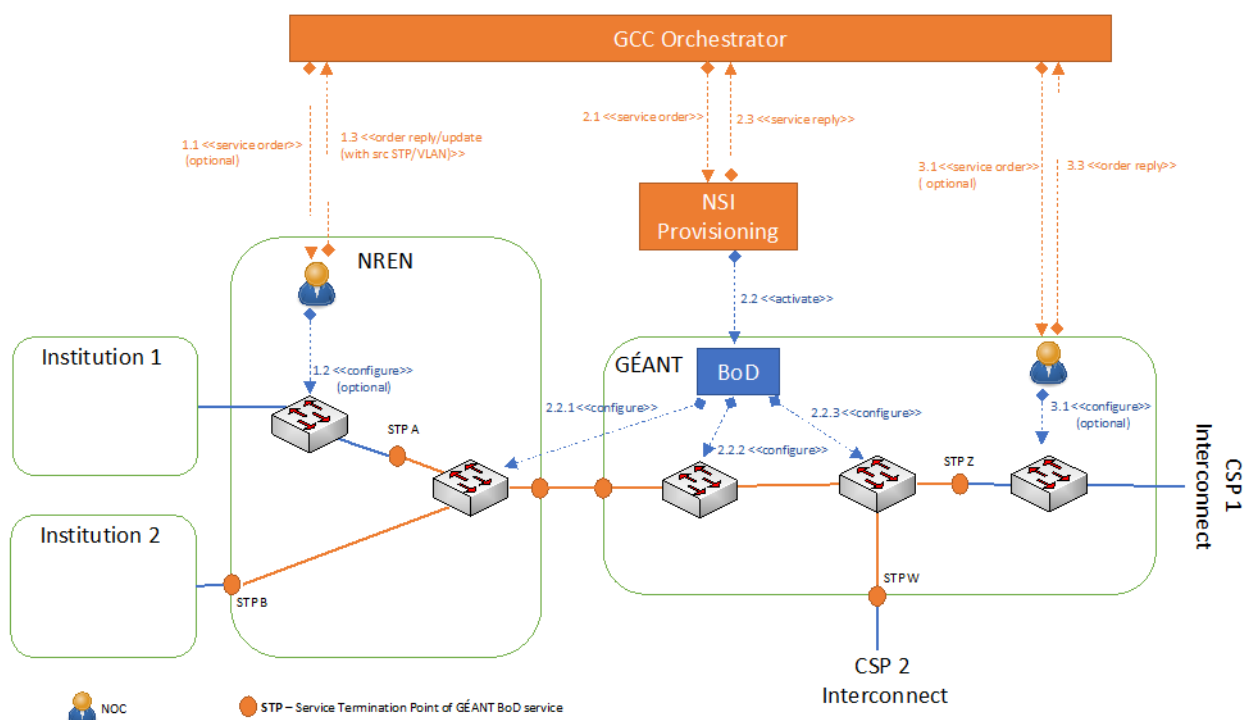 GCC Orchestrator
1.1 <<service order>>
(optional)
1.3 <<order reply/update
(with src STP/VLAN)>>
2.1 <<service order>>
2.3 <<service reply>>
3.1 <<service order>>
( optional)
3.3 <<order reply>>
NSI
Provisioning
NREN
2.2 <<activate>>
Institution 1
1.2 <<configure>>
(optional)
GÉANT
BoD
2.2.1 <<configure>>
2.2.3 <<configure>>
3.1 <<configure>>
(optional)
STP A
2.2.2 <<configure>>
STP Z
CSP 1
Interconnect
Institution 2
STP B
STP W
CSP 2
Interconnect
NOC
STP – Service Termination Point of GÉANT BoD service